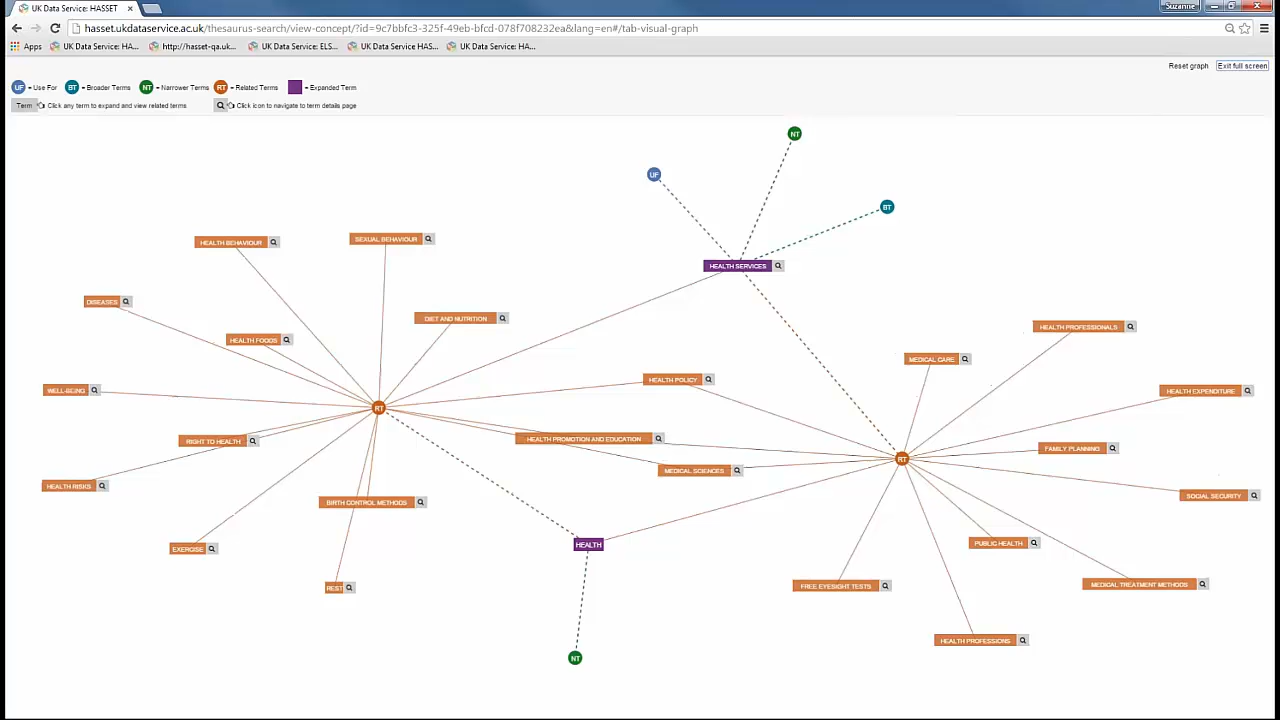 UK Data Service: HASSET
Suzanne
hasset.ukdataservice.ac.uk/thesaurus-search/view-concept/?id=9c7bbfc3-325f-49eb-bfcd-078f708232ea&lang=en#/tab-visual-graph
Apps UK Data Service: HA... http://hasset-qa.uk... UK Data Service: ELS... UK Data Service HAS... UK Data Service: HA...
Reset graph Exit full screen
UF = Use For BT = Broader Terms NT = Narrower Terms RT = Related Terms = Expanded Term
Term Click any term to expand and view related terms Click icon to navigate to term details page
NT
UF
BT
HEALTH BEHAVIOUR SEXUAL BEHAVIOUR
HEALTH SERVICES
DISEASES
DIET AND NUTRITION
HEALTH PROFESSIONALS
HEALTH FOODS
MEDICAL CARE
HEALTH POLICY
WELL-BEING HEALTH EXPENDITURE
RT
RIGHT TO HEALTH HEALTH PROMOTION AND EDUCATION
FAMILY PLANNING
RT
MEDICAL SCIENCES
HEALTH RISKS
SOCIAL SECURITY
BIRTH CONTROL METHODS
HEALTH PUBLIC HEALTH
EXERCISE
REST FREE EYESIGHT TESTS MEDICAL TREATMENT METHODS
HEALTH PROFESSIONS
NT